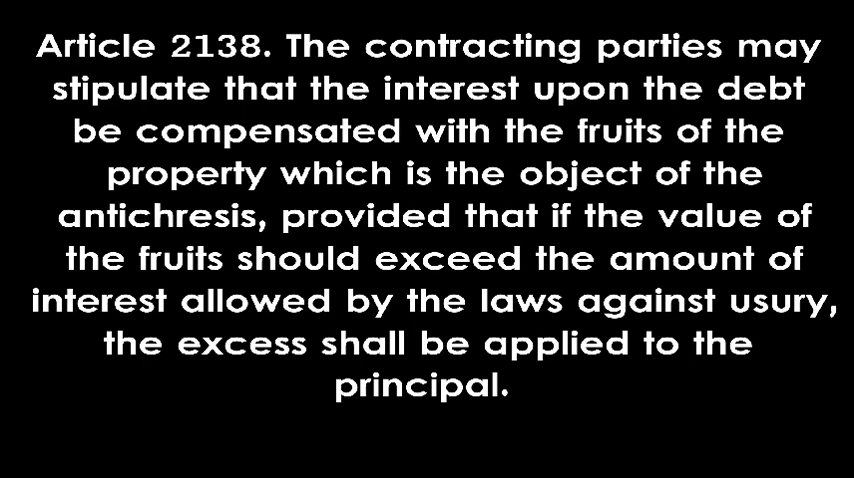 Article 2138. The contracting parties may
stipulate that the interest upon the debt
be compensated with the fruits of the
property which is the object of the
antichresis, provided that if the value of
the fruits should exceed the amount of
interest allowed by the laws against usury,
the excess shall be applied to the
principal.